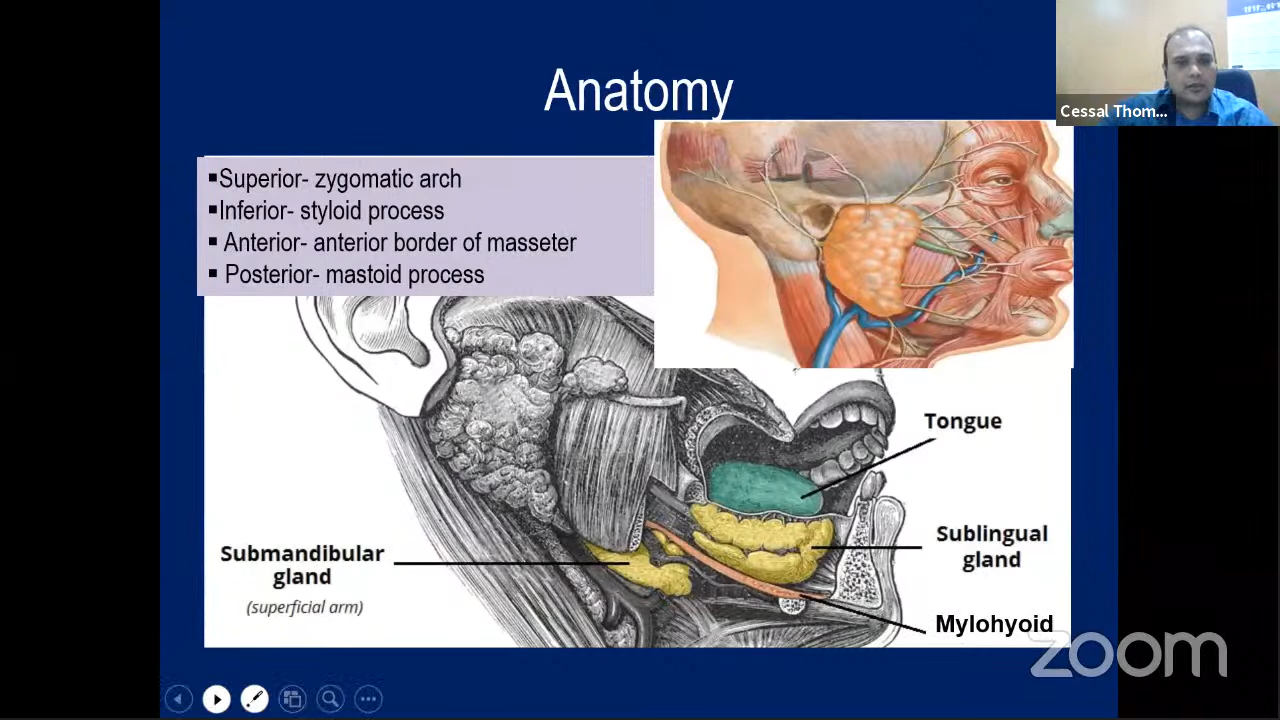 Anatomy
Cessal Thom...
▪Superior- zygomatic arch
▪Inferior- styloid process
▪ Anterior- anterior border of masseter
▪ Posterior- mastoid process
Tongue
Sublingual
gland
Submandibular
gland
(superficial arm)
Mylohyoid
zoom